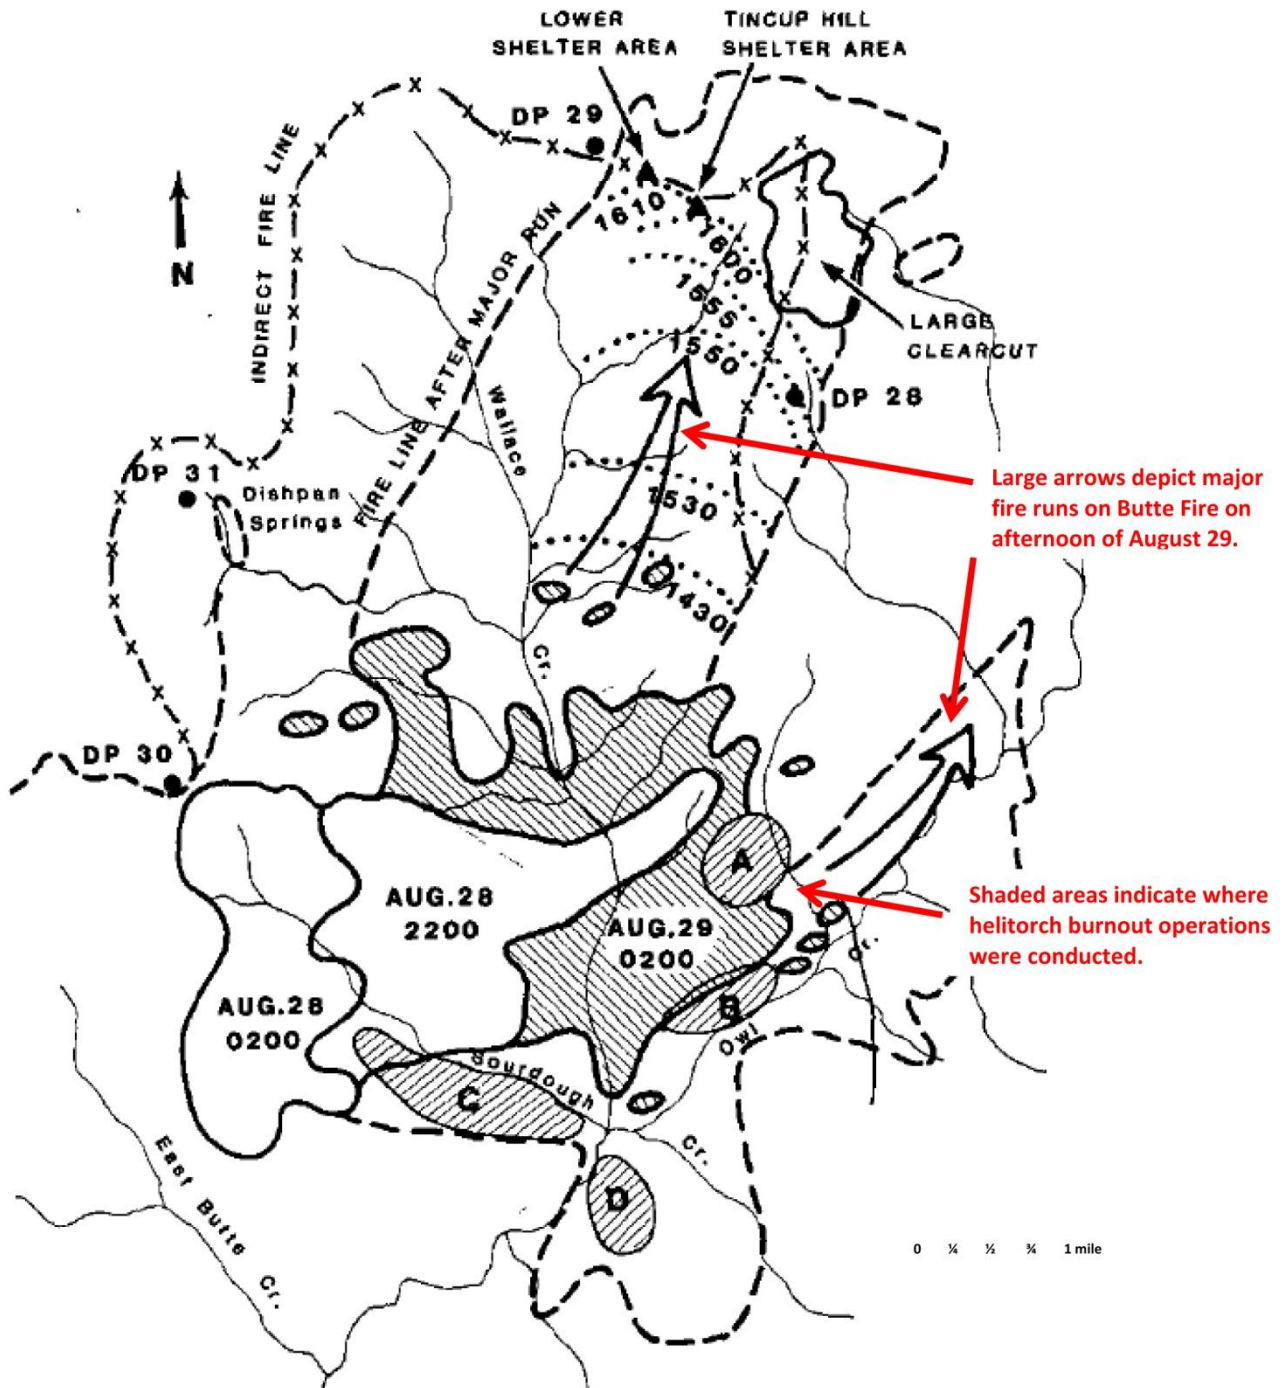 LOWER
SHELTER AREA
TINCUP HILL
SHELTER AREA
DP 29
INDIRECT FIRE LINE
N
1610
1600
1555
1550
FIRE LINE AFTER MAJOR RUN
LARGE
CLEARCUT
DP 28
Wallace
Cr.
DP 31
Dishpan
Springs
1530
1430
Large arrows depict major
fire runs on Butte Fire on
afternoon of August 29.
DP 30
A
AUG.28
2200
AUG.29
0200
Shaded areas indicate where
helitorch burnout operations
were conducted.
AUG.28
0200
B
Owl
Cr.
C
Sourdough
Cr.
D
East Butte
Cr.
0 ¼ ½ ¾ 1 mile